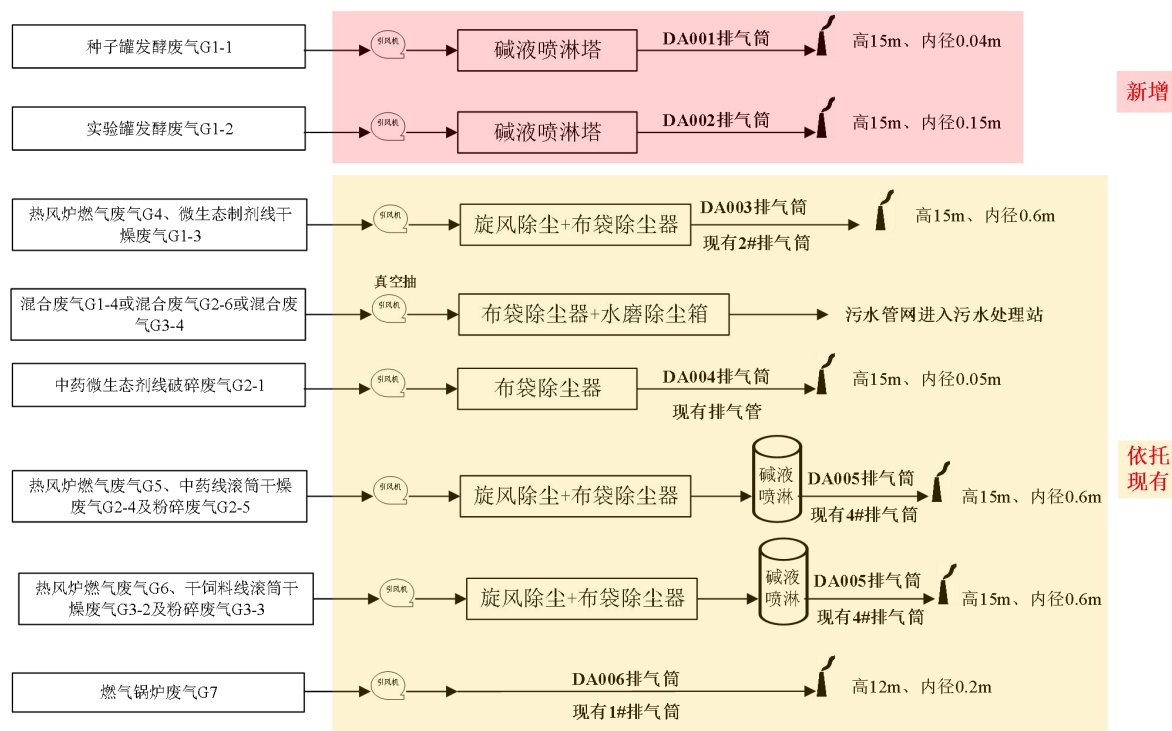 种子罐发酵废气G1-1
引风机
碱液喷淋塔
DA001排气筒
高15m、内径0.04m
新增
实验罐发酵废气G1-2
引风机
碱液喷淋塔
DA002排气筒
高15m、内径0.15m
热风炉燃气废气G4、微生态制剂线干
燥废气G1-3
引风机
旋风除尘+布袋除尘器
DA003排气筒
现有2#排气筒
高15m、内径0.6m
混合废气G1-4或混合废气G2-6或混合废
气G3-4
真空抽
引风机
布袋除尘器+水磨除尘箱
污水管网进入污水处理站
中药微生态剂线破碎废气G2-1
引风机
布袋除尘器
DA004排气筒
现有排气管
高15m、内径0.05m
依托
现有
热风炉燃气废气G5、中药线滚筒干燥
废气G2-4及粉碎废气G2-5
引风机
旋风除尘+布袋除尘器
碱液
喷淋
DA005排气筒
现有4#排气筒
高15m、内径0.6m
热风炉燃气废气G6、干饲料线滚筒干
燥废气G3-2及粉碎废气G3-3
引风机
旋风除尘+布袋除尘器
碱液
喷淋
DA005排气筒
现有4#排气筒
高15m、内径0.6m
燃气锅炉废气G7
引风机
DA006排气筒
现有1#排气筒
高12m、内径0.2m